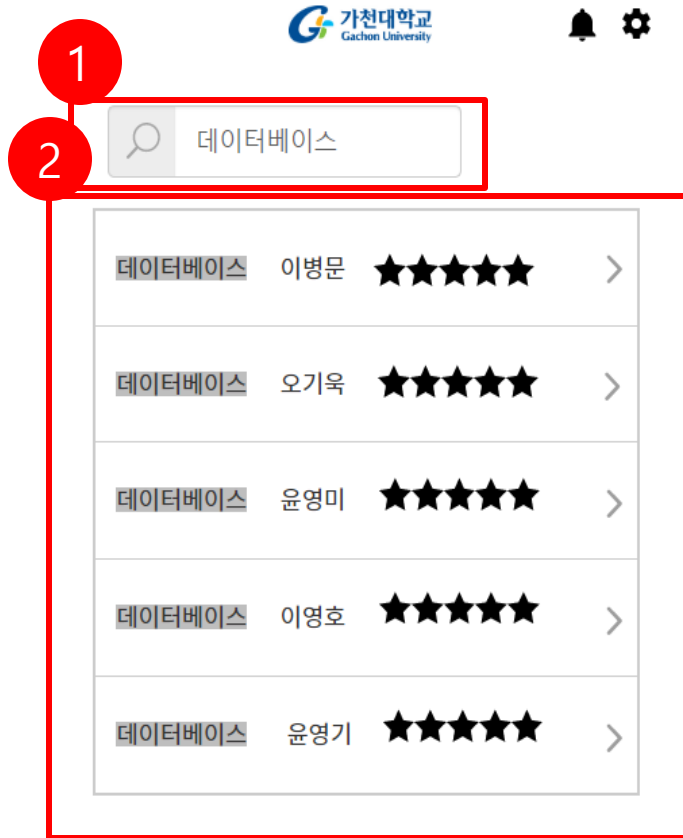 가천대학교
Gachon University
1
데이터베이스
2
데이터베이스 이병문 ★★★★★
데이터베이스 오기욱 ★★★★★
데이터베이스 윤영미 ★★★★★
데이터베이스 이영호 ★★★★★
데이터베이스 윤영기 ★★★★★